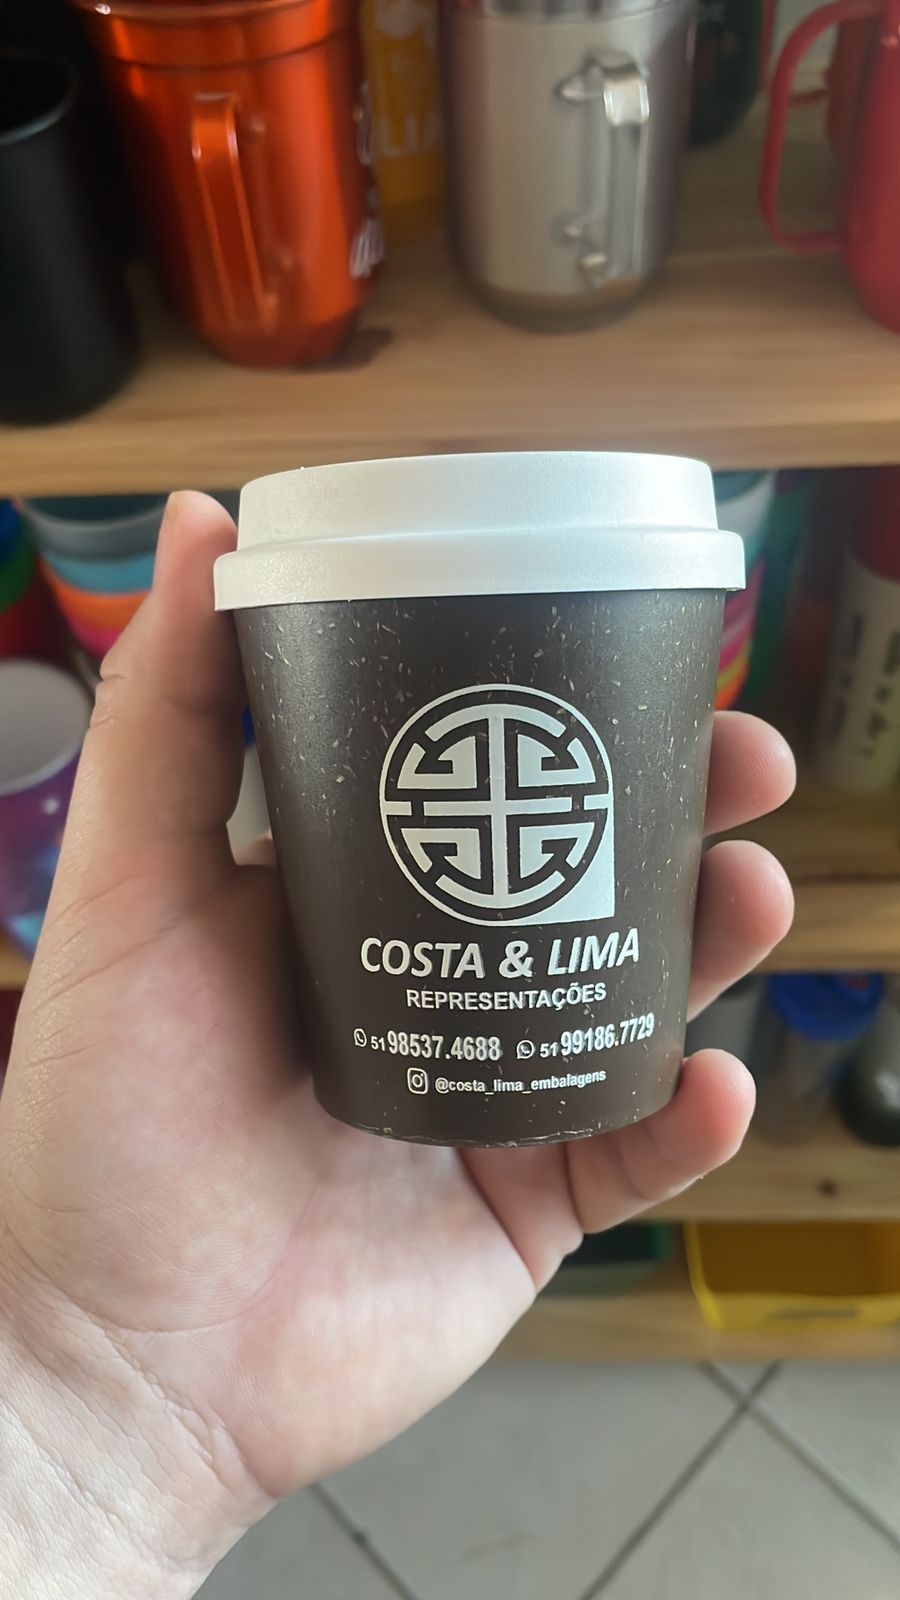 COSTA & LIMA
REPRESENTAÇÕES
51 98537.4688 51 99186.7729
@costa_lima_embalagens